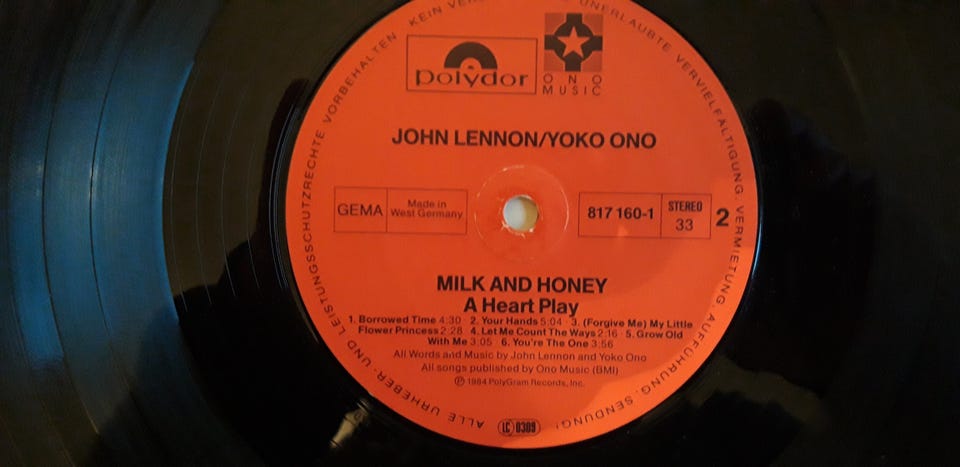 polydor
ONO
MUSIC
JOHN LENNON/YOKO ONO
GEMA
Made in
West Germany
817 160-1
STEREO
33
2
MILK AND HONEY
A Heart Play
1. Borrowed Time 4:30 2. Your Hands 5:04 3. (Forgive Me) My Little
Flower Princess 2:28 4. Let Me Count The Ways 2:16 5. Grow Old
With Me 3:05 6. You're The One 3:56
All Words and Music by John Lennon and Yoko Ono
All songs published by Ono Music (BMI)
℗ 1984 PolyGram Records, Inc.
LC 0309
ALLE URHEBER- UND LEISTUNGSSCHUTZRECHTE VORBEHALTEN · KEIN VER UNERLAUBTE VERVIELFÄLTIGUNG, VERMIETUNG, AUFFÜHRUNG, SENDUNG!